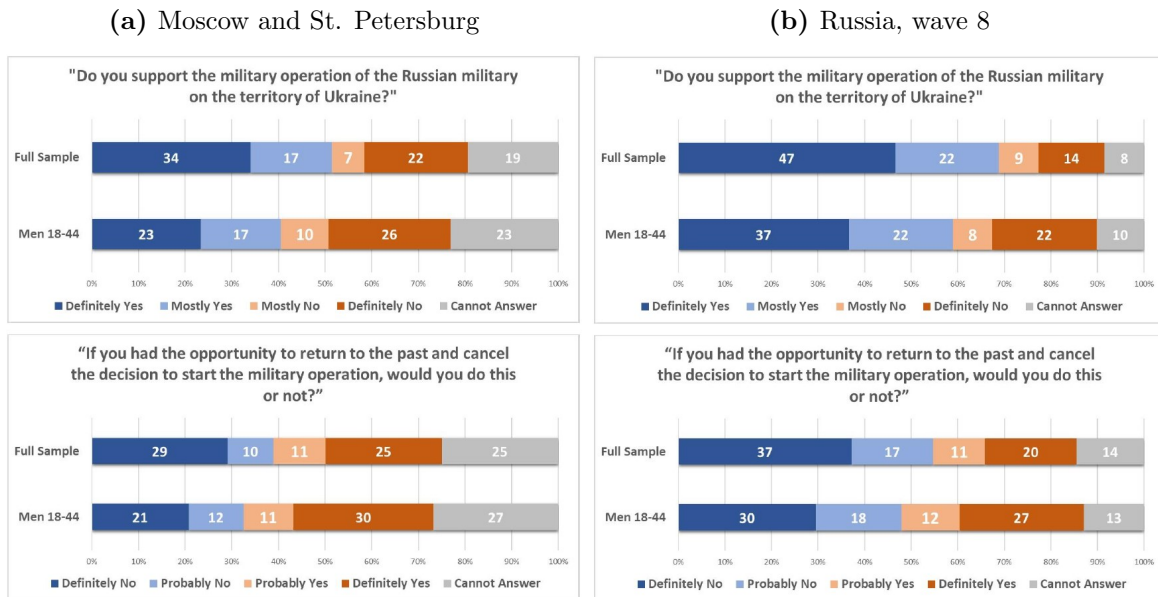 (a) Moscow and St. Petersburg
"Do you support the military operation of the Russian military
on the territory of Ukraine?"
Full Sample 34 17 7 22 19
Men 18-44 23 17 10 26 23
0% 10% 20% 30% 40% 50% 60% 70% 80% 90% 100%
Definitely Yes Mostly Yes Mostly No Definitely No Cannot Answer
“If you had the opportunity to return to the past and cancel
the decision to start the military operation, would you do this
or not?”
Full Sample 29 10 11 25 25
Men 18-44 21 12 11 30 27
0% 10% 20% 30% 40% 50% 60% 70% 80% 90% 100%
Definitely No Probably No Probably Yes Definitely Yes Cannot Answer
(b) Russia, wave 8
"Do you support the military operation of the Russian military
on the territory of Ukraine?"
Full Sample 47 22 9 14 8
Men 18-44 37 22 8 22 10
0% 10% 20% 30% 40% 50% 60% 70% 80% 90% 100%
Definitely Yes Mostly Yes Mostly No Definitely No Cannot Answer
“If you had the opportunity to return to the past and cancel
the decision to start the military operation, would you do this
or not?”
Full Sample 37 17 11 20 14
Men 18-44 30 18 12 27 13
0% 10% 20% 30% 40% 50% 60% 70% 80% 90% 100%
Definitely No Probably No Probably Yes Definitely Yes Cannot Answer